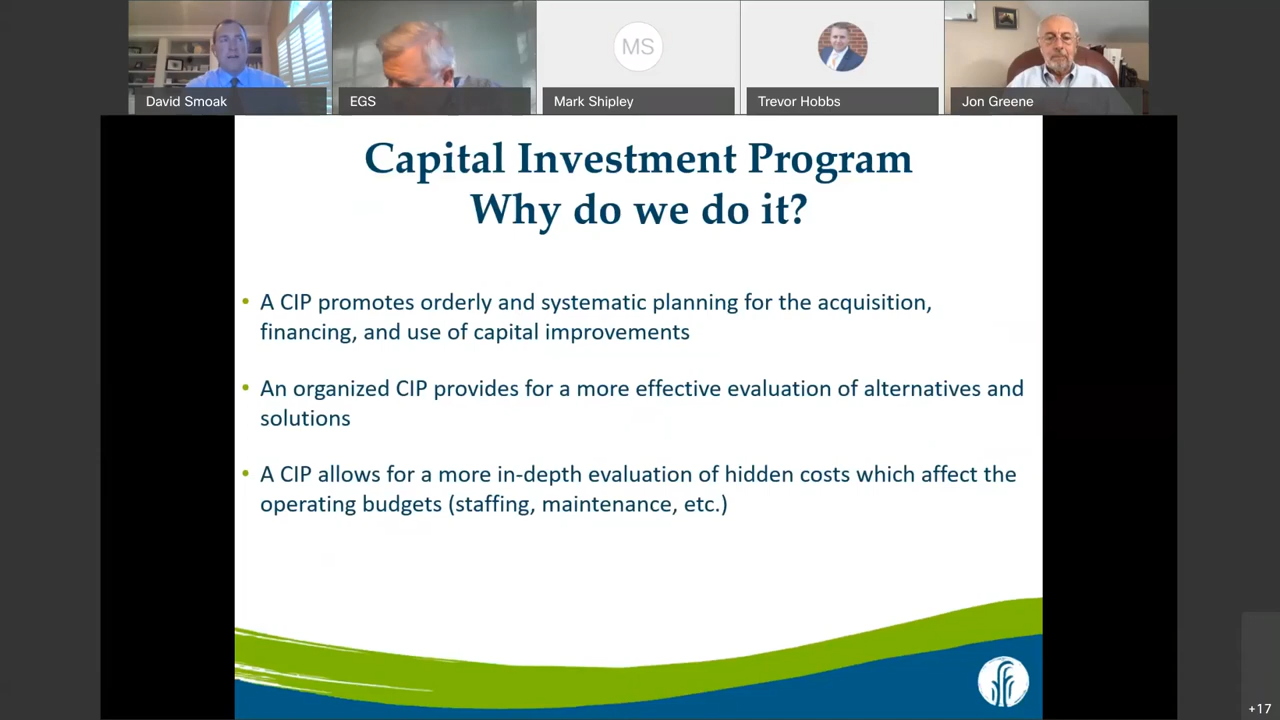 MS
David Smoak
EGS
Mark Shipley
Trevor Hobbs
Jon Greene
Capital Investment Program
Why do we do it?
• A CIP promotes orderly and systematic planning for the acquisition,
financing, and use of capital improvements
• An organized CIP provides for a more effective evaluation of alternatives and
solutions
• A CIP allows for a more in-depth evaluation of hidden costs which affect the
operating budgets (staffing, maintenance, etc.)
+17